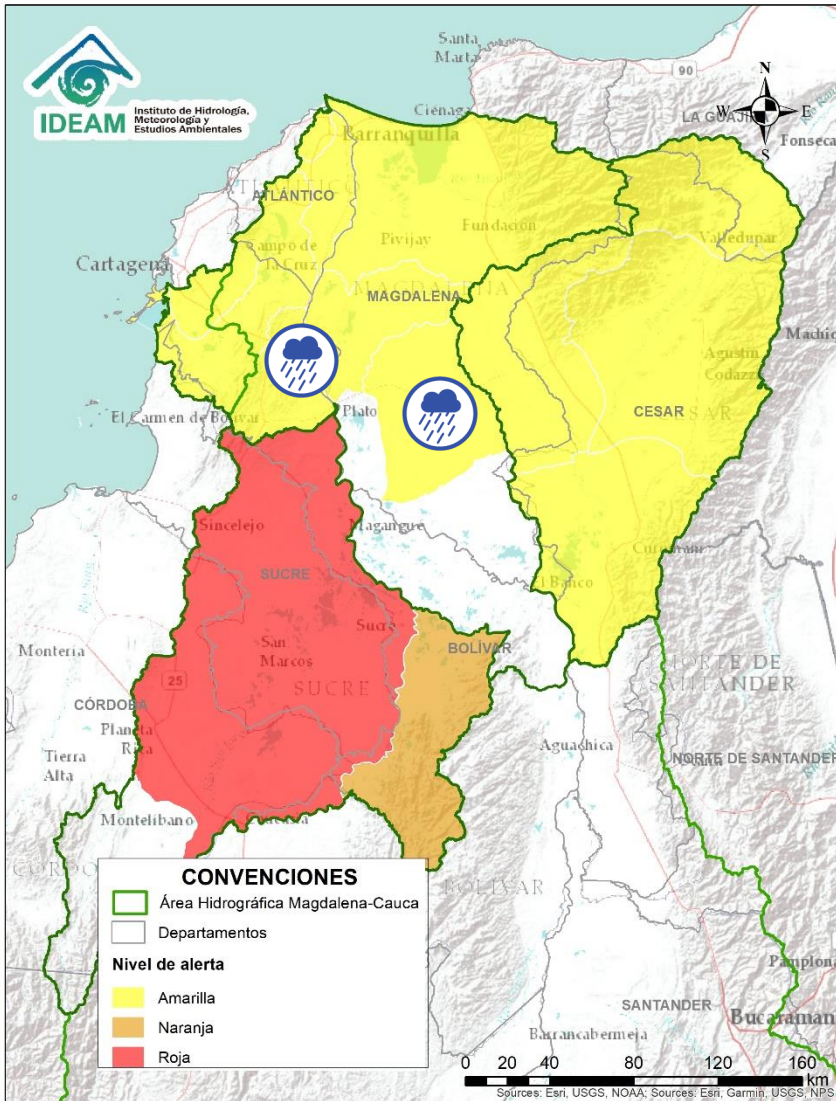 IDEAM
Instituto de Hidrología,
Meteorología y
Estudios Ambientales
Santa
Marta
90
N
W
E
S
Ciénaga
LA GUAJI
Fonseca
Barranquilla
ATLÁNTICO
Fundación
Valledupar
Pivijay
Campo de
la Cruz
Cartagena
MAGDALENA
Agustín
Codazzi
El Carmen de Bolívar
Plato
CESAR
Sincelejo
Magangué
SUCRE
El Banco
Sucre
San
Marcos
BOLÍVAR
Montería
SUCRE
NORTE DE
SANTANDER
25
CÓRDOBA
Planeta
Rica
Tierra
Alta
Aguachica
NORTE DE SANTANDER
Montelíbano
BOLÍVAR
CONVENCIONES
Área Hidrográfica Magdalena-Cauca
Departamentos
Nivel de alerta
Amarilla
Naranja
Roja
Pamplona
SANTANDER
Bucaraman
Barrancabermeja
0 20 40 80 120 160
km
Sources: Esri, USGS, NOAA; Sources: Esri, Garmin, USGS, NPS